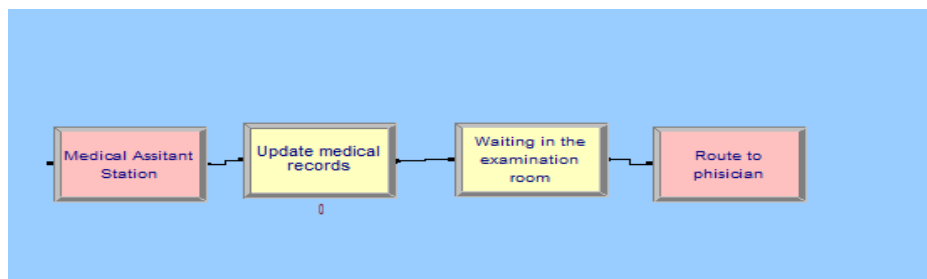 Medical Assitant
Station
Update medical
records
0
Waiting in the
examination
room
Route to
phisician